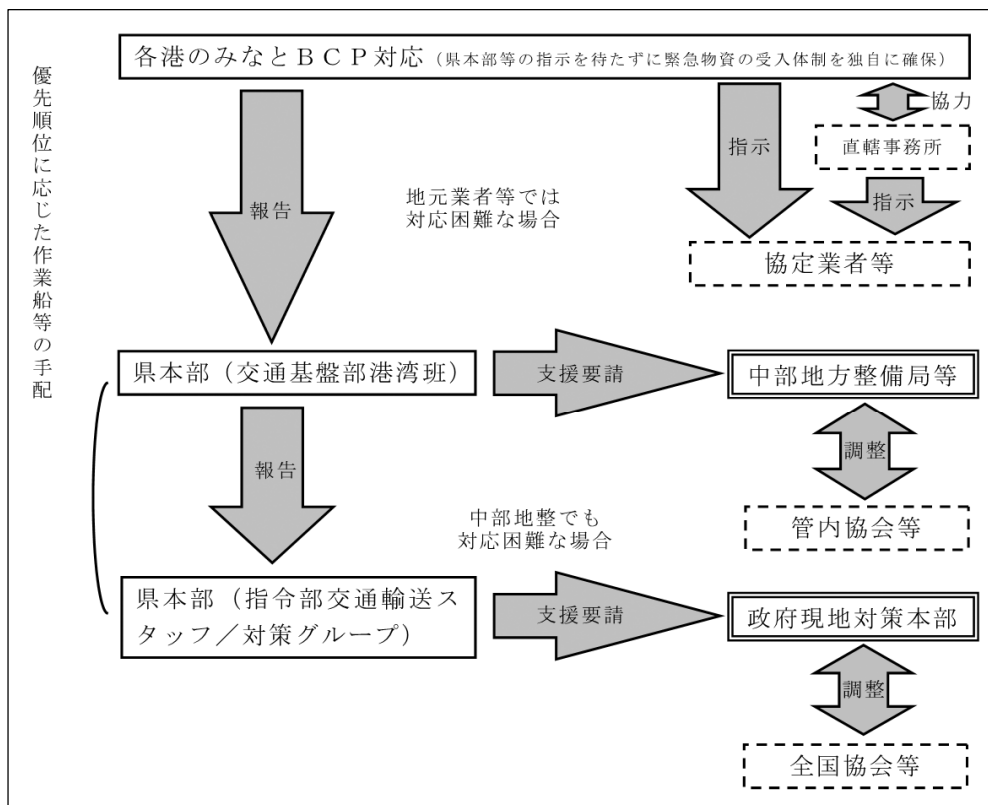 各港のみなとＢＣＰ対応（県本部等の指示を待たずに緊急物資の受入体制を独自に確保）
優先順位に応じた作業船等の手配
協力
直轄事務所
指示
指示
報告
地元業者等では
対応困難な場合
協定業者等
県本部（交通基盤部港湾班）
支援要請
中部地方整備局等
報告
調整
中部地整でも
対応困難な場合
管内協会等
県本部（指令部交通輸送ス
タッフ／対策グループ）
支援要請
政府現地対策本部
調整
全国協会等